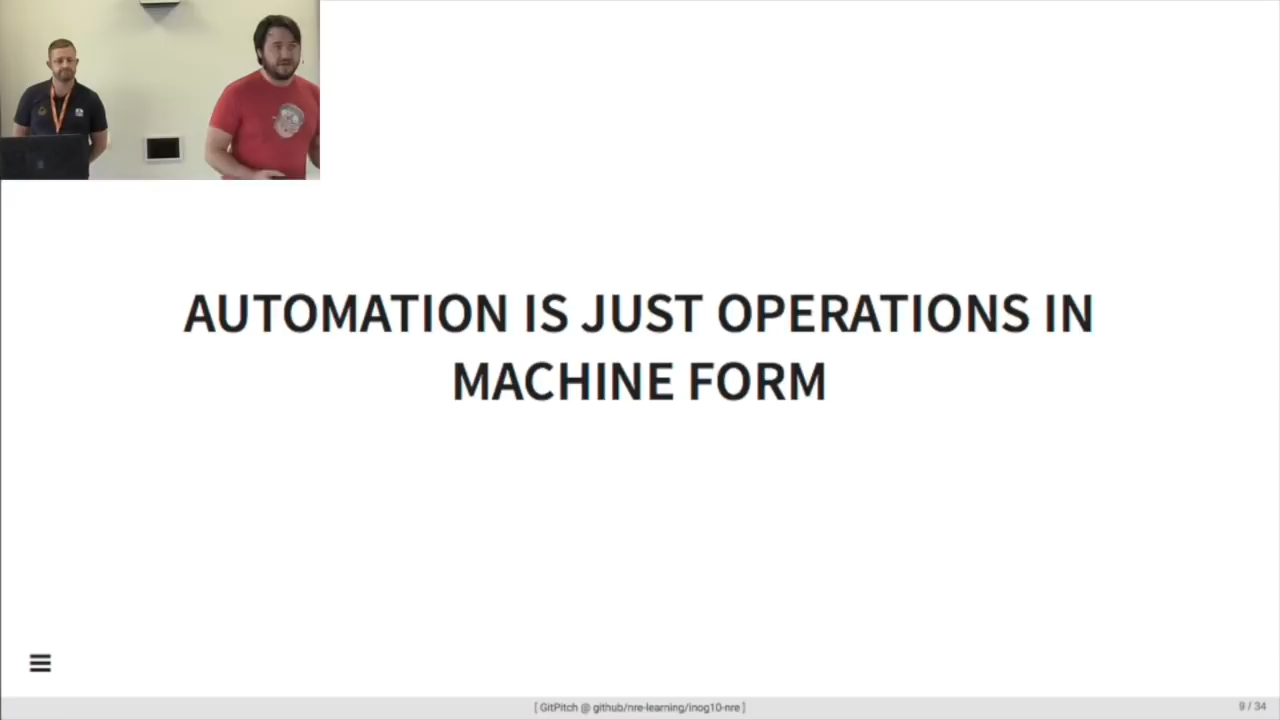 AUTOMATION IS JUST OPERATIONS IN
MACHINE FORM
[ GitPitch @ github/nre-learning/inog10-nre ]
9 / 34